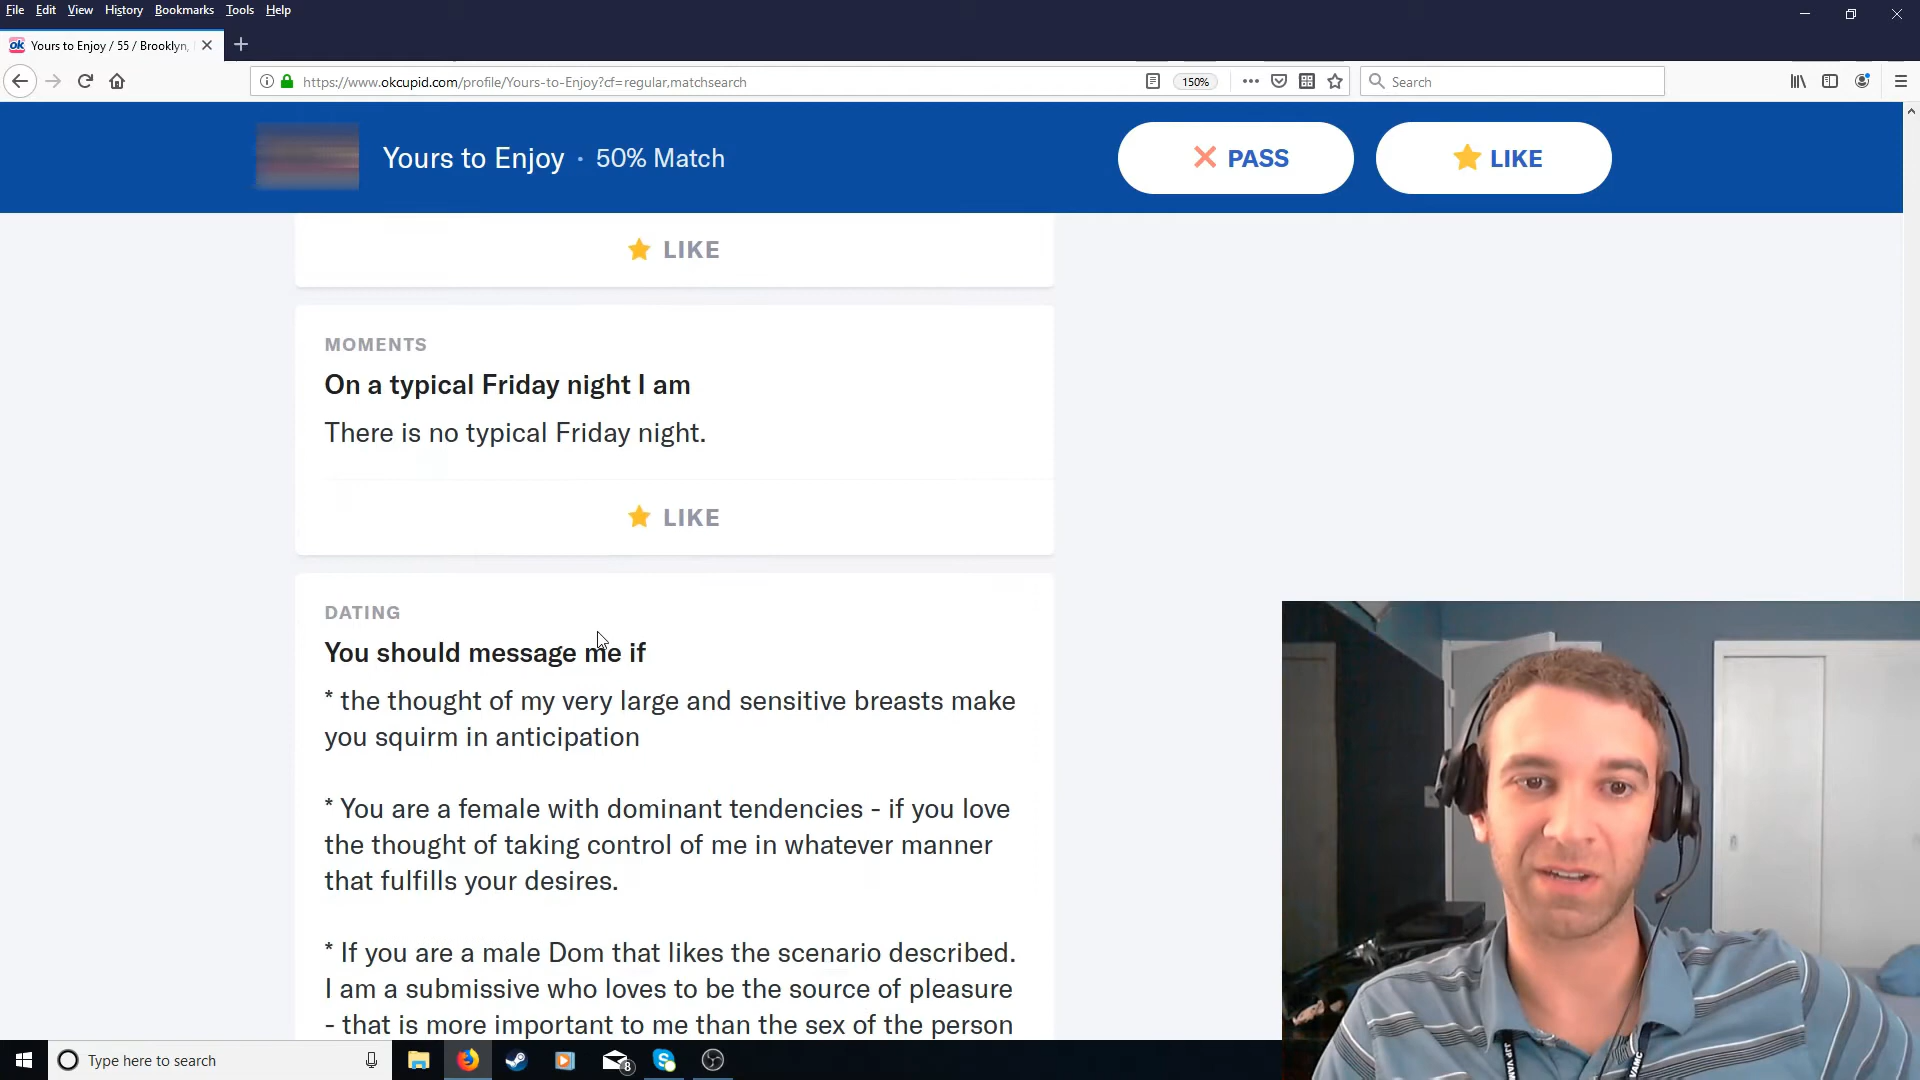 File Edit View History Bookmarks Tools Help
ok Yours to Enjoy / 55 / Brooklyn,
https://www.okcupid.com/profile/Yours-to-Enjoy?cf=regular,matchsearch 150% Search
Yours to Enjoy · 50% Match
PASS LIKE
LIKE
MOMENTS
On a typical Friday night I am
There is no typical Friday night.
LIKE
DATING
You should message me if
* the thought of my very large and sensitive breasts make
you squirm in anticipation
* You are a female with dominant tendencies - if you love
the thought of taking control of me in whatever manner
that fulfills your desires.
* If you are a male Dom that likes the scenario described.
I am a submissive who loves to be the source of pleasure
- that is more important to me than the sex of the person
JJP VAMC
VAMC
Type here to search
8
S